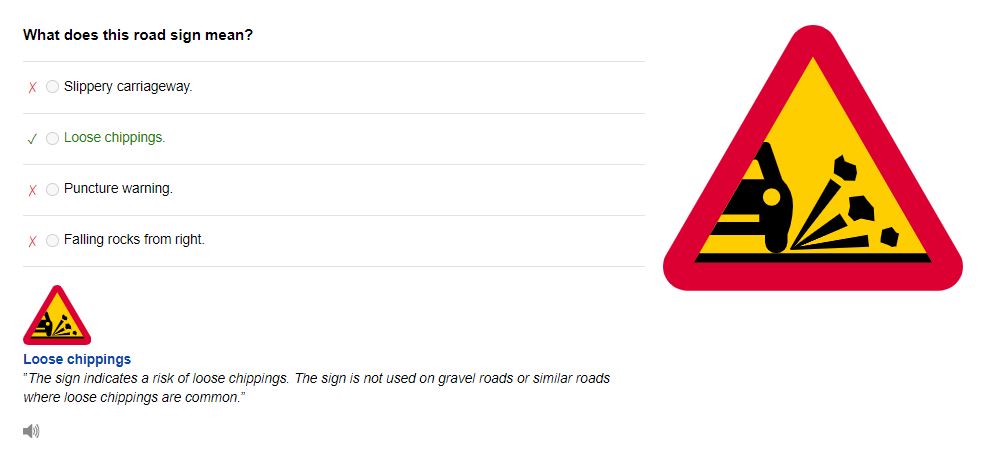 What does this road sign mean?
✗ Slippery carriageway.
✓ Loose chippings.
✗ Puncture warning.
✗ Falling rocks from right.
Loose chippings
"The sign indicates a risk of loose chippings. The sign is not used on gravel roads or similar roads
where loose chippings are common."